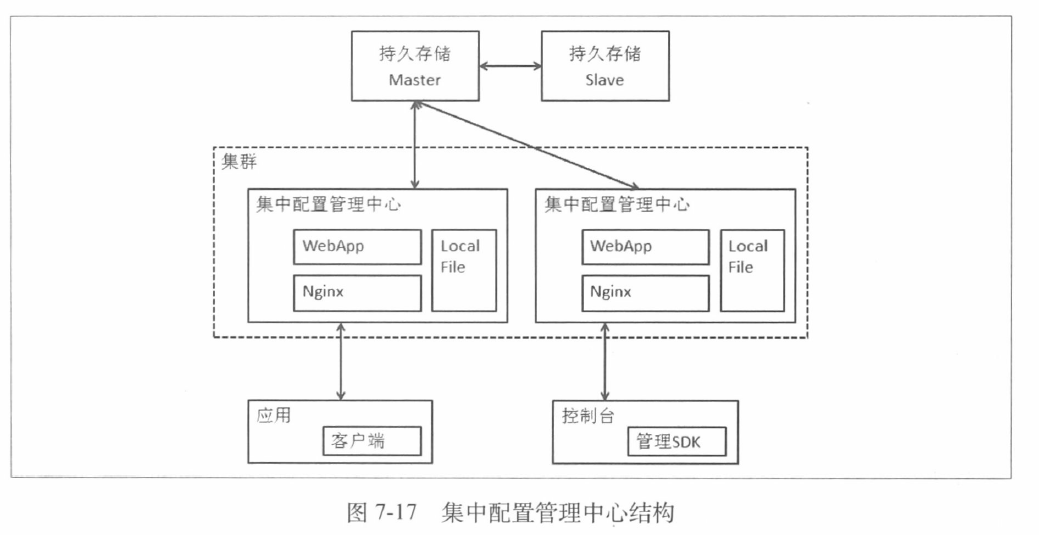 持久存储
Master
持久存储
Slave
集群
集中配置管理中心
WebApp
Nginx
Local
File
集中配置管理中心
WebApp
Nginx
Local
File
应用
客户端
控制台
管理SDK
图 7-17 集中配置管理中心结构